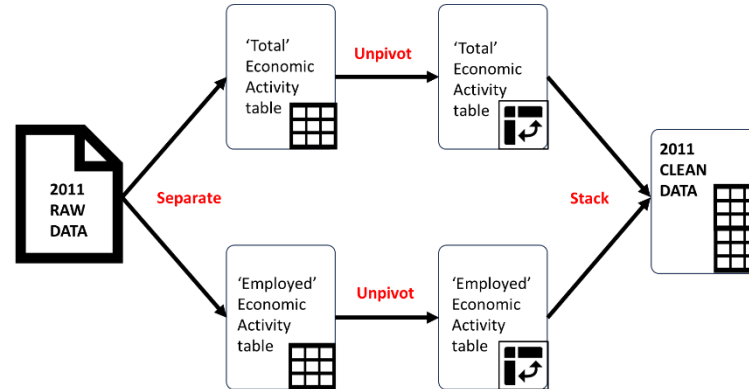 2011
RAW
DATA
Separate
‘Total’
Economic
Activity
table
Unpivot
‘Total’
Economic
Activity
table
‘Employed’
Economic
Activity
table
Unpivot
‘Employed’
Economic
Activity
table
Stack
2011
CLEAN
DATA